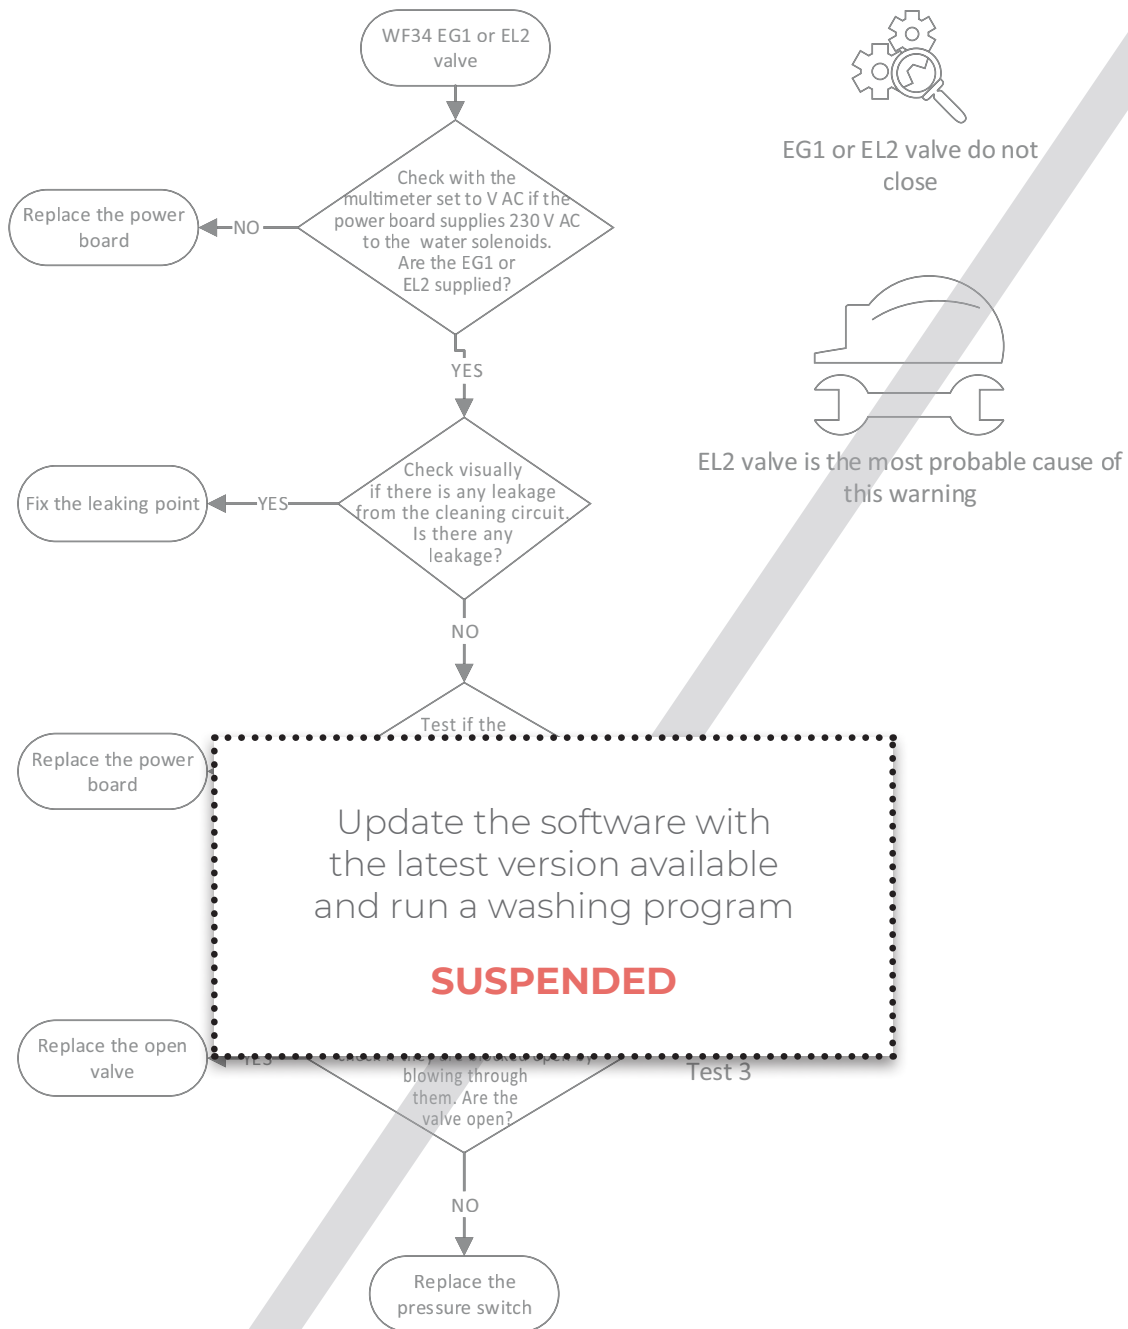 WF34 EG1 or EL2
valve
EG1 or EL2 valve do not
close
Check with the
multimeter set to V AC if the
power board supplies 230 V AC
to the water solenoids.
Are the EG1 or
EL2 supplied?
Replace the power
board
NO
YES
EL2 valve is the most probable cause of
this warning
Check visually
if there is any leakage
from the cleaning circuit.
Is there any
leakage?
Fix the leaking point
YES
NO
Test if the
Replace the power
board
Update the software with
the latest version available
and run a washing program
SUSPENDED
Replace the open
valve
YES
blowing through
them. Are the
valve open?
Test 3
NO
Replace the
pressure switch